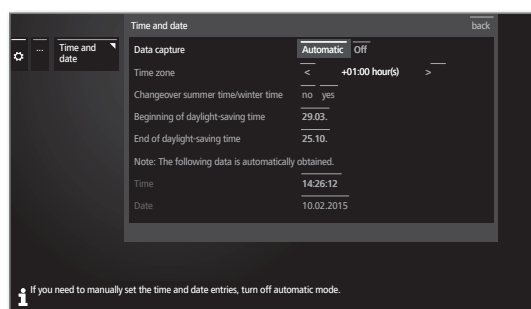 Time and date back
... Time and date
Data capture Automatic Off
Time zone < +01:00 hour(s) >
Changeover summer time/winter time no yes
Beginning of daylight-saving time 29.03.
End of daylight-saving time 25.10.
Note: The following data is automatically obtained.
Time 14:26:12
Date 10.02.2015
If you need to manually set the time and date entries, turn off automatic mode.